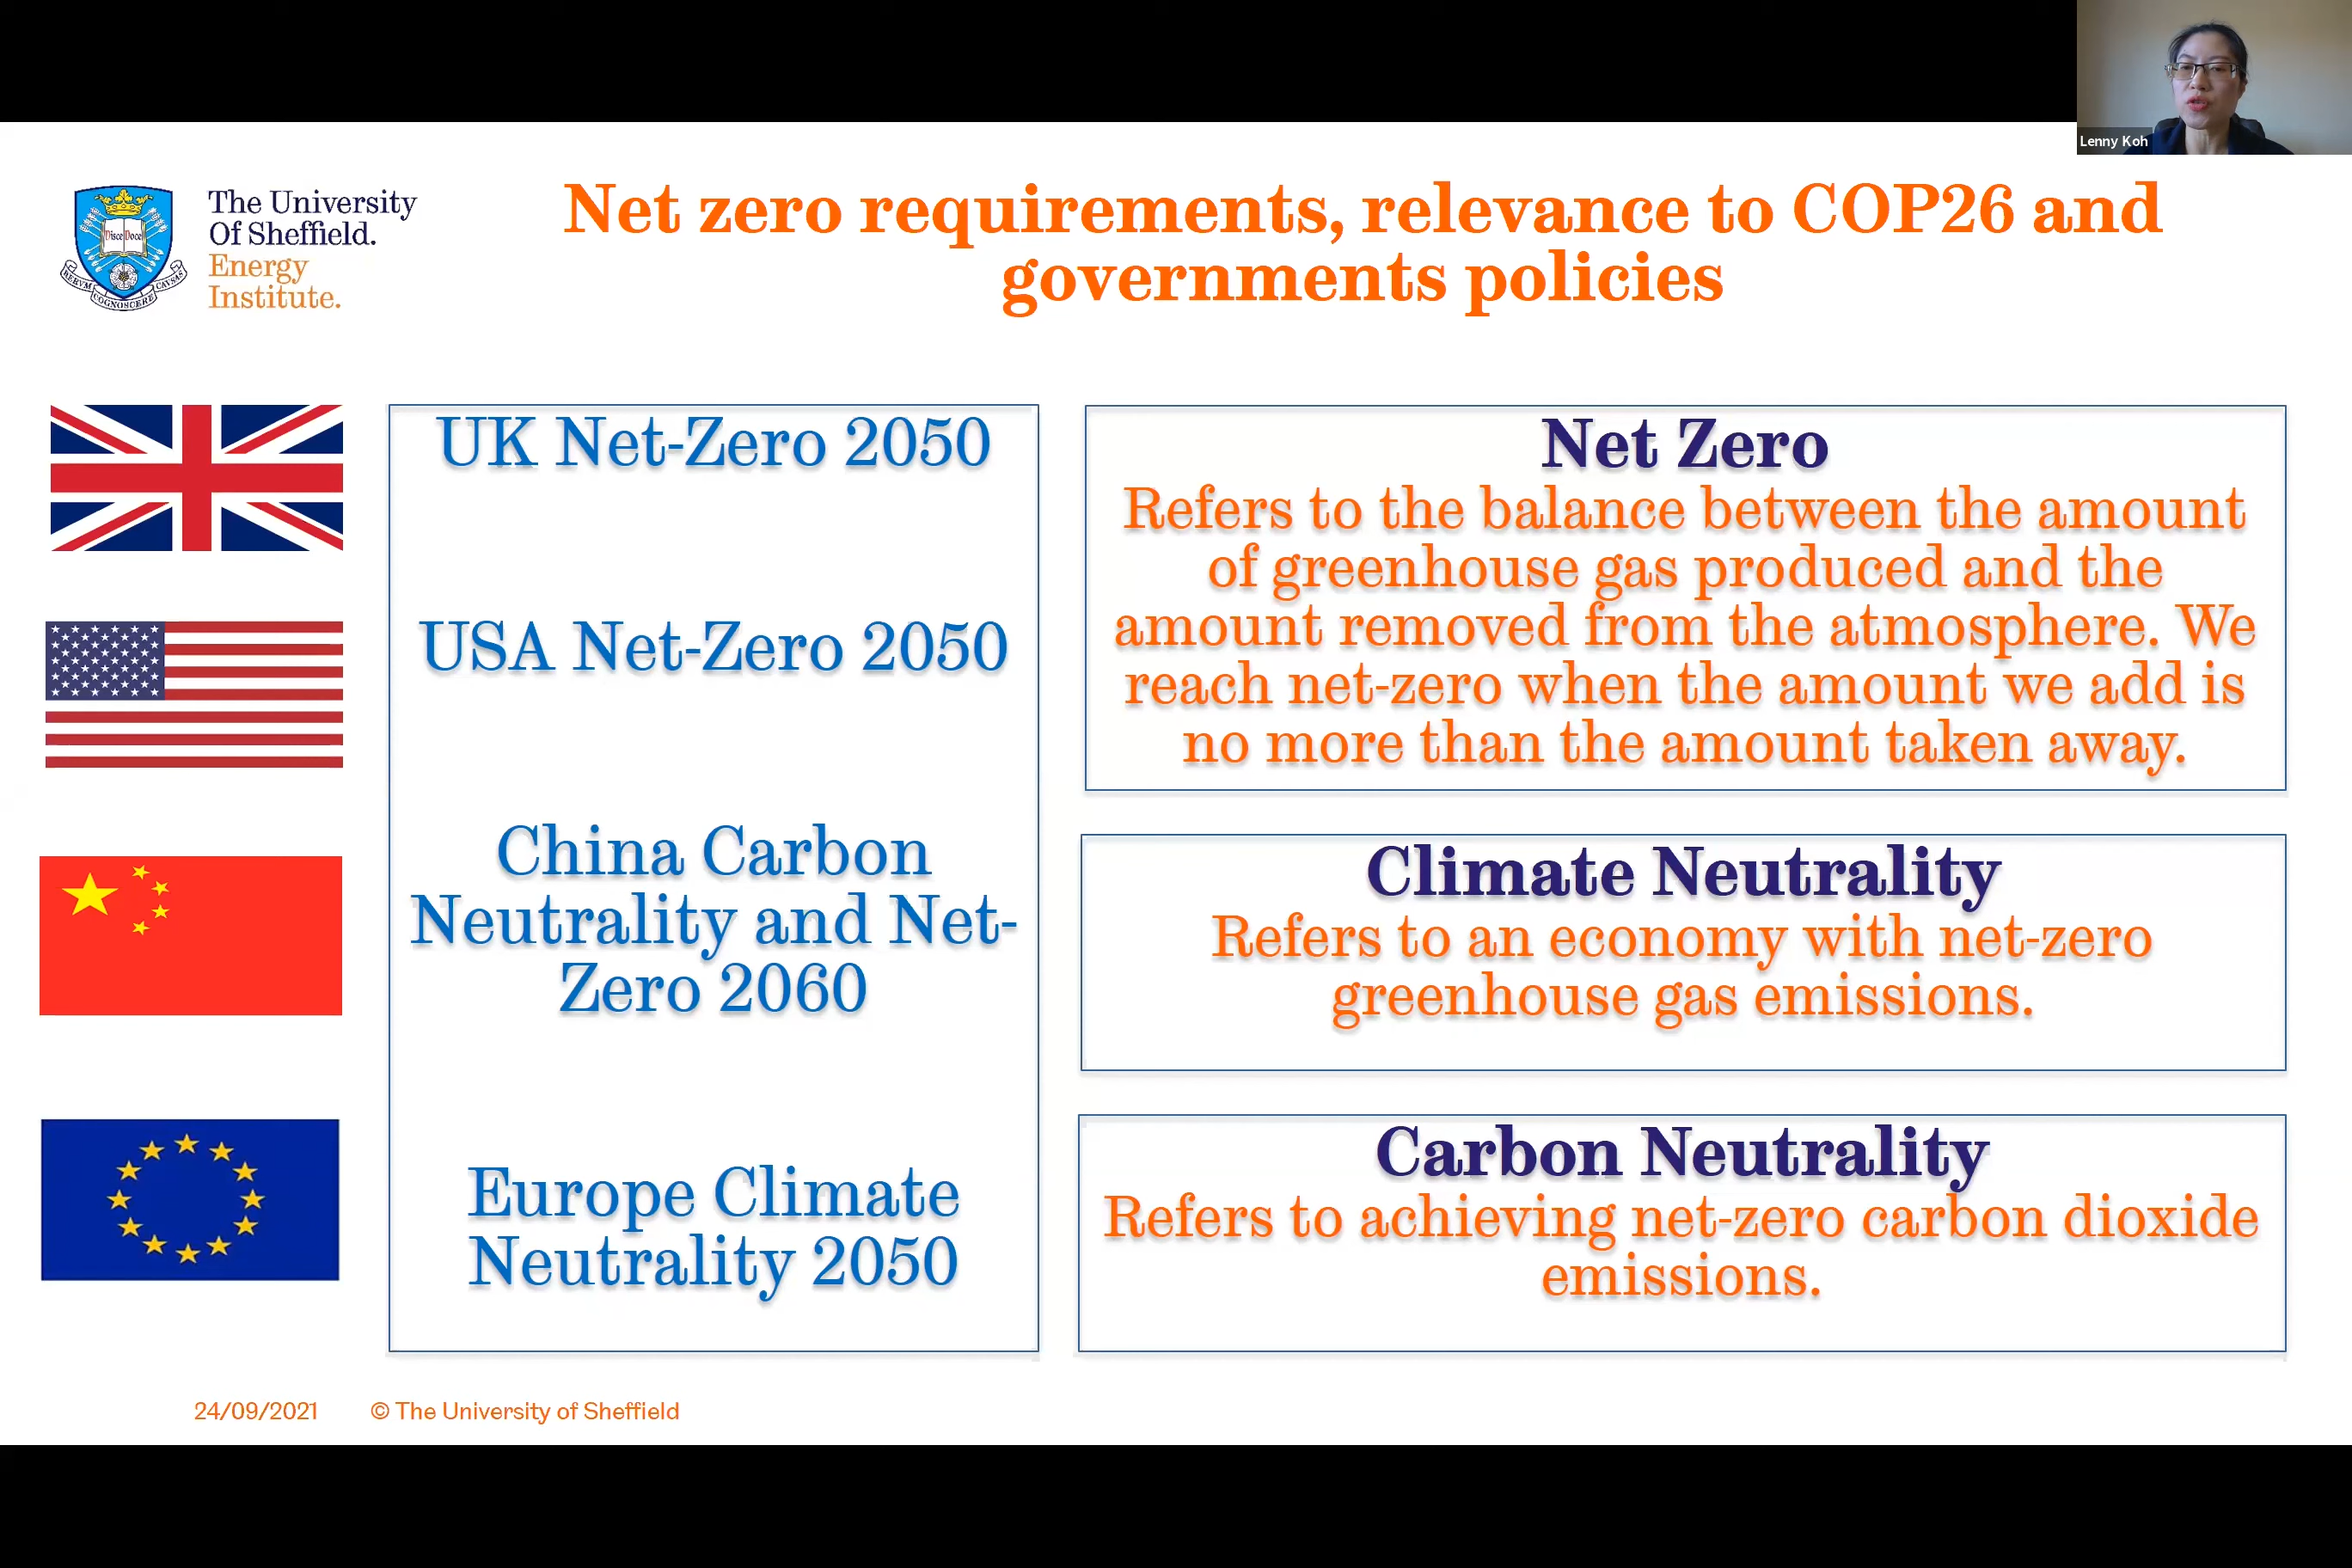 Lenny Koh
The University
Of Sheffield.
Energy
Institute.
Disce Doce
RERVM COGNOSCERE CAVSAS
Net zero requirements, relevance to COP26 and
governments policies
UK Net-Zero 2050
USA Net-Zero 2050
China Carbon
Neutrality and Net-
Zero 2060
Europe Climate
Neutrality 2050
Net Zero
Refers to the balance between the amount
of greenhouse gas produced and the
amount removed from the atmosphere. We
reach net-zero when the amount we add is
no more than the amount taken away.
Climate Neutrality
Refers to an economy with net-zero
greenhouse gas emissions.
Carbon Neutrality
Refers to achieving net-zero carbon dioxide
emissions.
24/09/2021
© The University of Sheffield